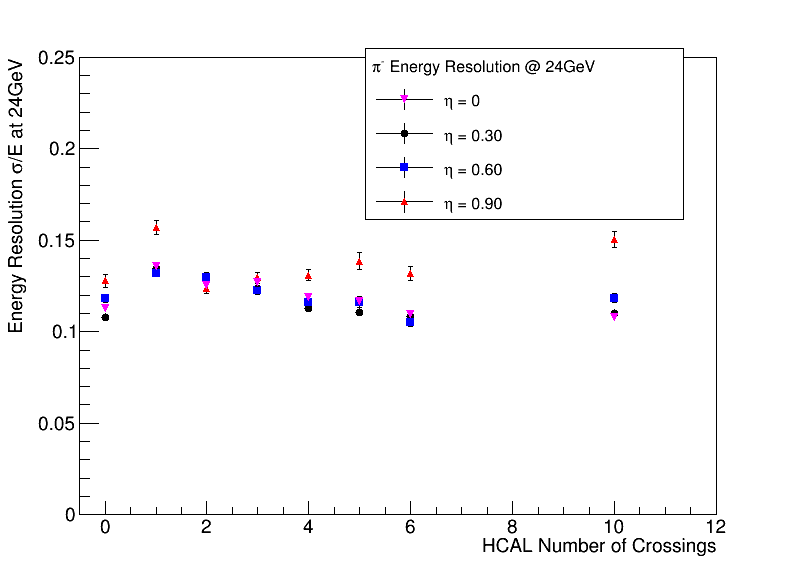 π⁻ Energy Resolution @ 24GeV
η = 0
η = 0.30
η = 0.60
η = 0.90
Energy Resolution σ/E at 24GeV
0.25
0.2
0.15
0.1
0.05
0
0 2 4 6 8 10 12
HCAL Number of Crossings